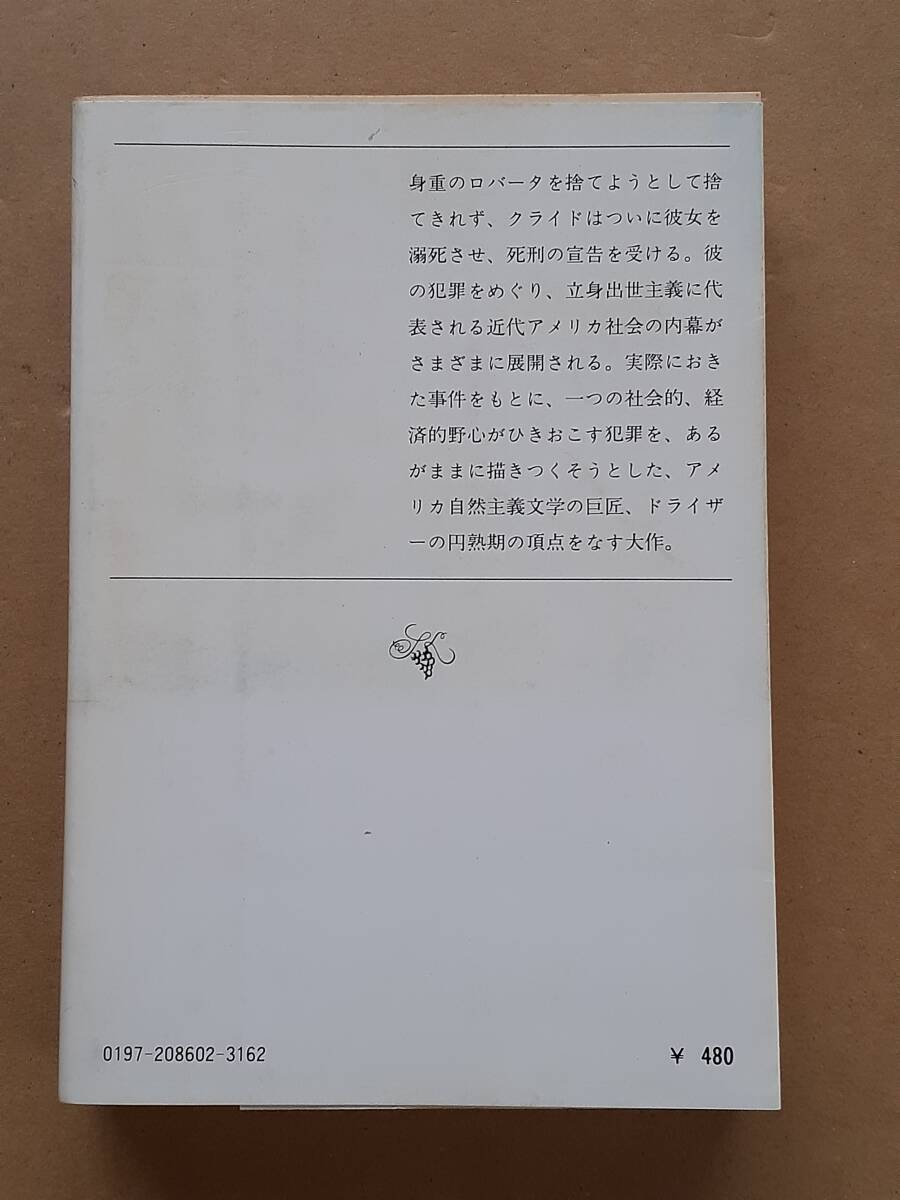 身重のロバータを捨てようとして捨
てきれず、クライドはついに彼女を
溺死させ、死刑の宣告を受ける。彼
の犯罪をめぐり、立身出世主義に代
表される近代アメリカ社会の内幕が
さまざまに展開される。実際におき
た事件をもとに、一つの社会的、経
済的野心がひきおこす犯罪を、ある
がままに描きつくそうとした、アメ
リカ自然主義文学の巨匠、ドライザ
ーの円熟期の頂点をなす大作。
0197-208602-3162
¥ 480